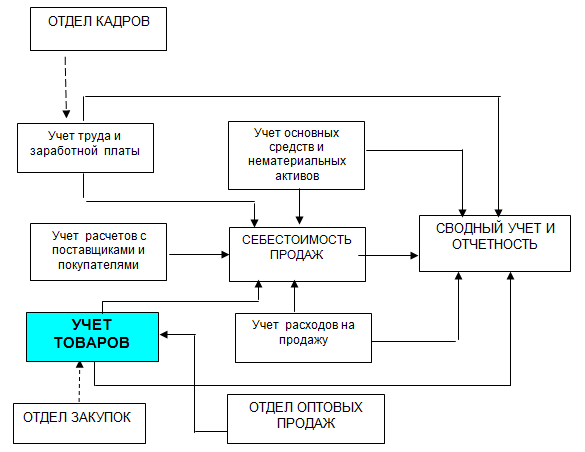 ОТДЕЛ КАДРОВ
Учет труда и
заработной платы
Учет основных
средств и
нематериальных
активов
Учет расчетов с
поставщиками и
покупателями
СЕБЕСТОИМОСТЬ
ПРОДАЖ
СВОДНЫЙ УЧЕТ И
ОТЧЕТНОСТЬ
УЧЕТ
ТОВАРОВ
Учет расходов на
продажу
ОТДЕЛ ЗАКУПОК
ОТДЕЛ ОПТОВЫХ
ПРОДАЖ